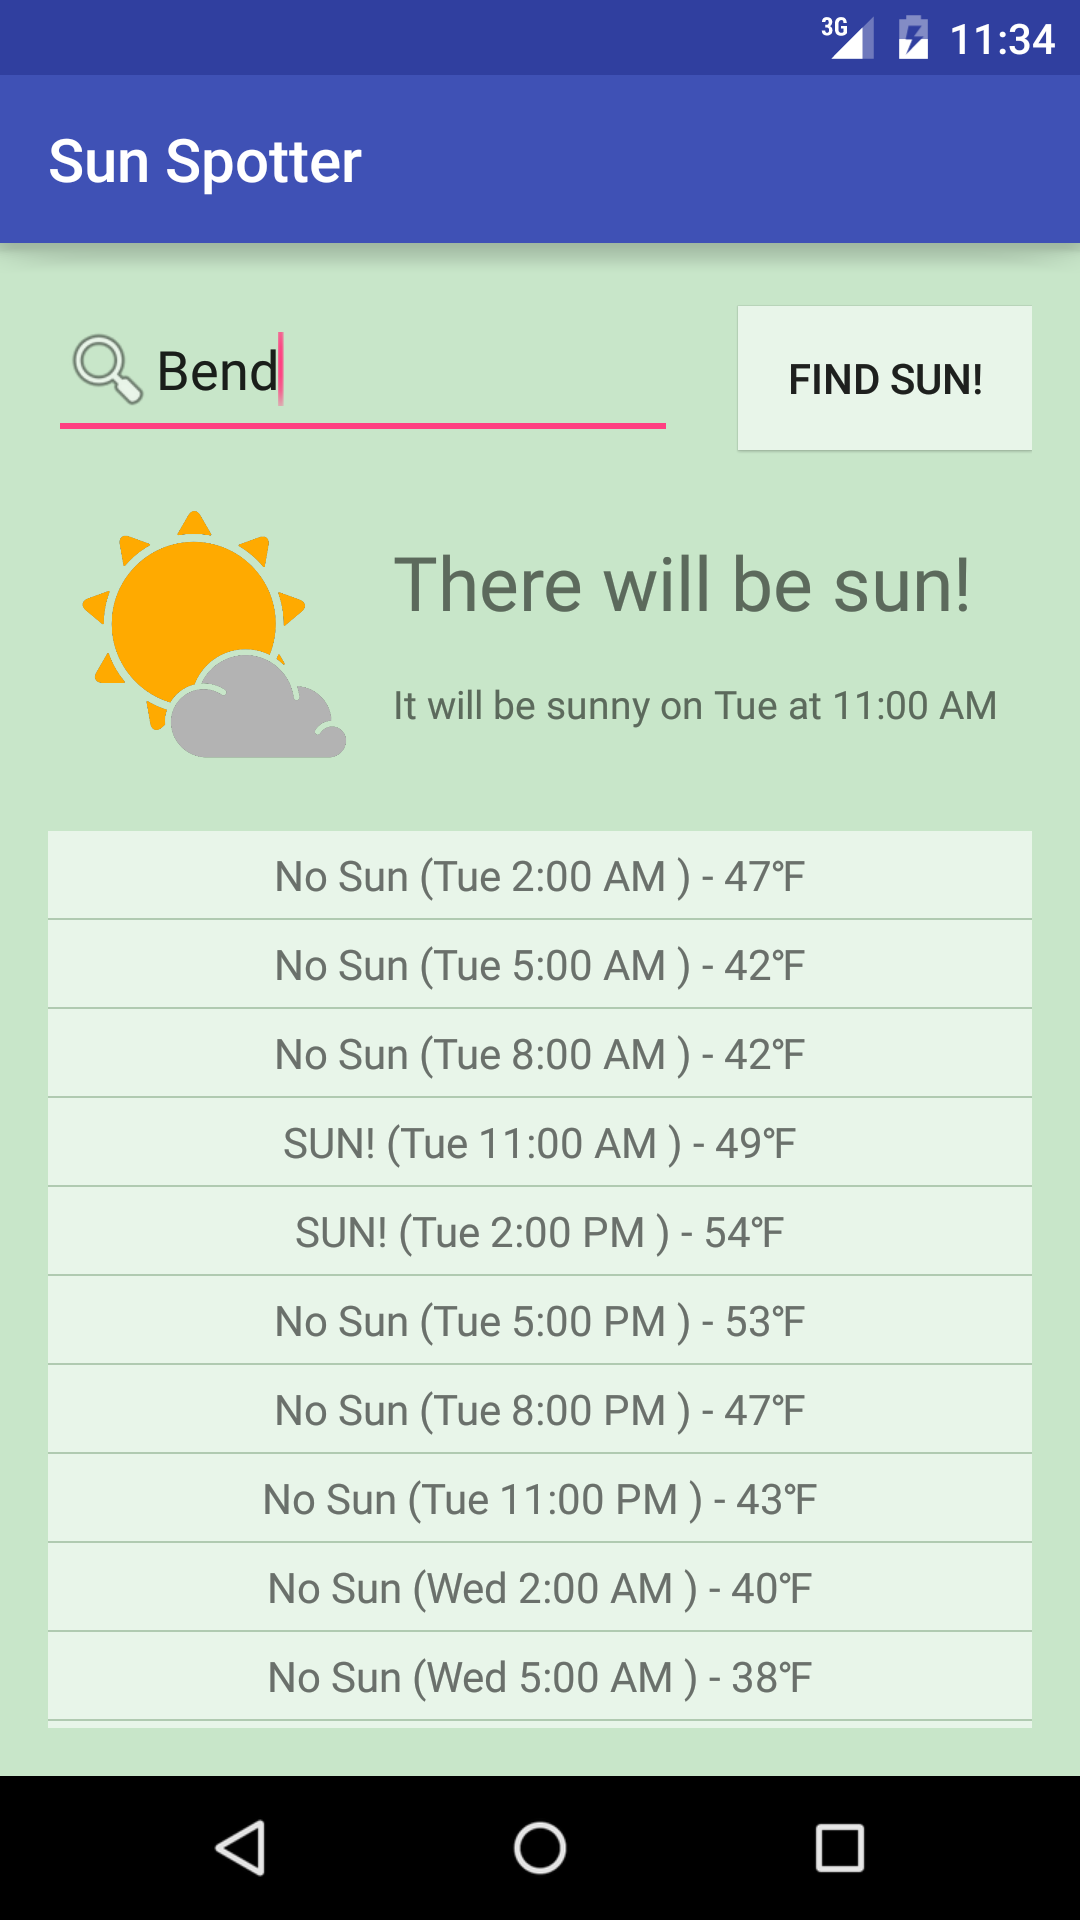 3G 11:34
Sun Spotter
Bend
FIND SUN!
There will be sun!
It will be sunny on Tue at 11:00 AM
No Sun (Tue 2:00 AM ) - 47℉
No Sun (Tue 5:00 AM ) - 42℉
No Sun (Tue 8:00 AM ) - 42℉
SUN! (Tue 11:00 AM ) - 49℉
SUN! (Tue 2:00 PM ) - 54℉
No Sun (Tue 5:00 PM ) - 53℉
No Sun (Tue 8:00 PM ) - 47℉
No Sun (Tue 11:00 PM ) - 43℉
No Sun (Wed 2:00 AM ) - 40℉
No Sun (Wed 5:00 AM ) - 38℉